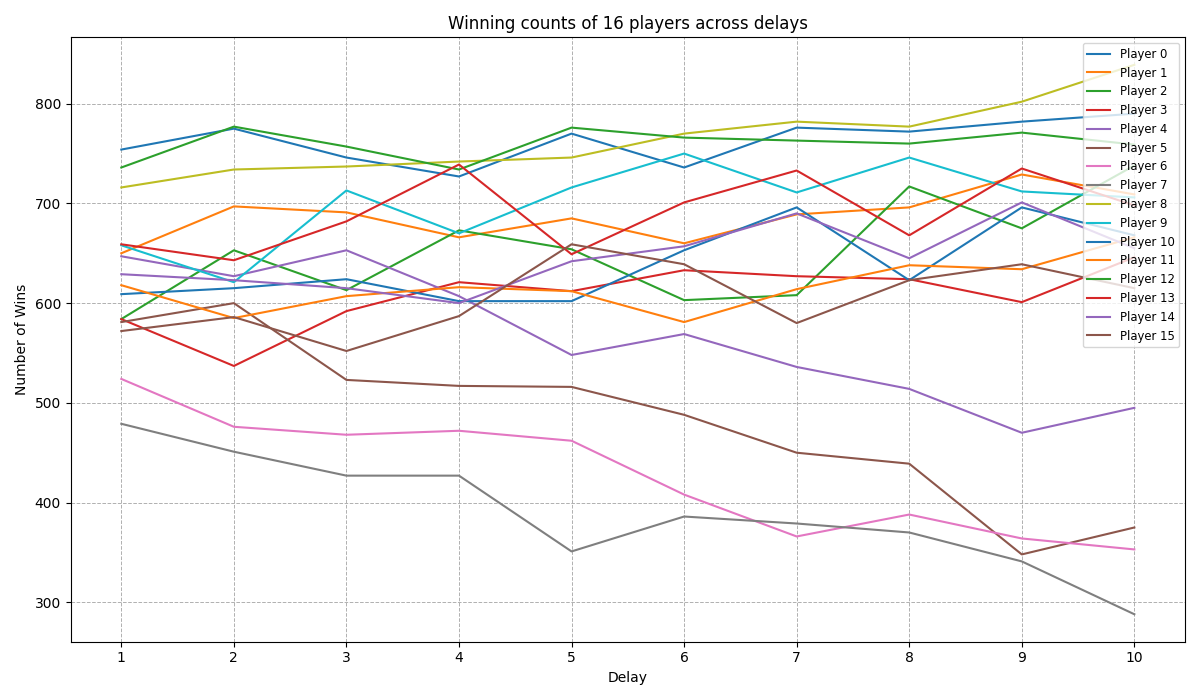 Winning counts of 16 players across delays
Number of Wins
800
700
600
500
400
300
1 2 3 4 5 6 7 8 9 10
Delay
Player 0
Player 1
Player 2
Player 3
Player 4
Player 5
Player 6
Player 7
Player 8
Player 9
Player 10
Player 11
Player 12
Player 13
Player 14
Player 15